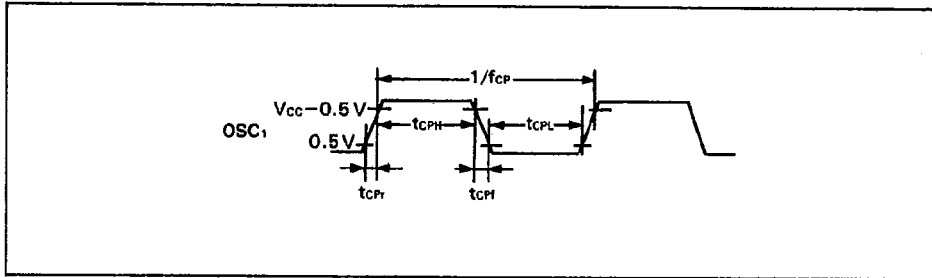 1/fCP
VCC−0.5 V
OSC1
tCPH
tCPL
0.5 V
tCPr
tCPf